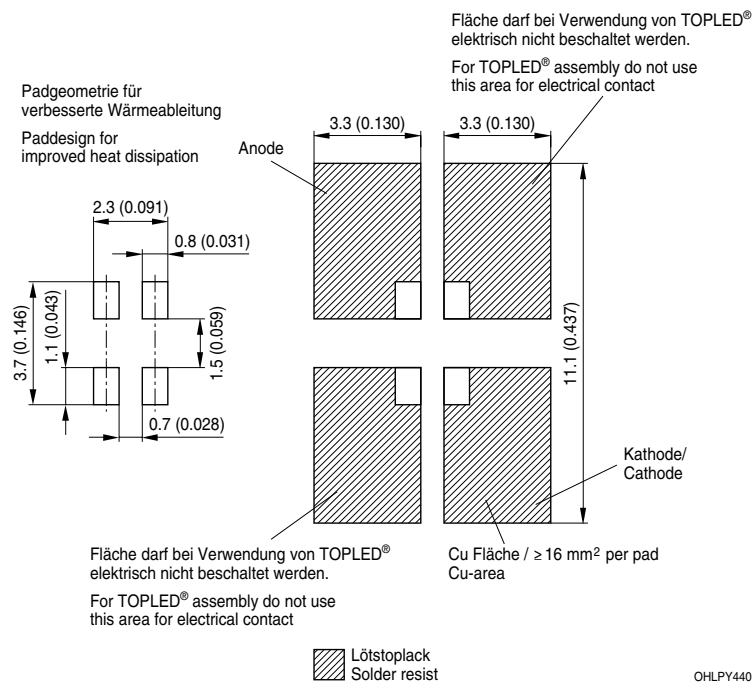 Fläche darf bei Verwendung von TOPLED®
elektrisch nicht beschaltet werden.
For TOPLED® assembly do not use
this area for electrical contact
Padgeometrie für
verbesserte Wärmeableitung
Paddesign for
improved heat dissipation
Anode
3.3 (0.130)
3.3 (0.130)
2.3 (0.091)
0.8 (0.031)
3.7 (0.146)
1.1 (0.043)
1.5 (0.059)
0.7 (0.028)
11.1 (0.437)
Kathode/
Cathode
Fläche darf bei Verwendung von TOPLED®
elektrisch nicht beschaltet werden.
For TOPLED® assembly do not use
this area for electrical contact
Cu Fläche / ≥ 16 mm² per pad
Cu-area
Lötstoplack
Solder resist
OHLPY440